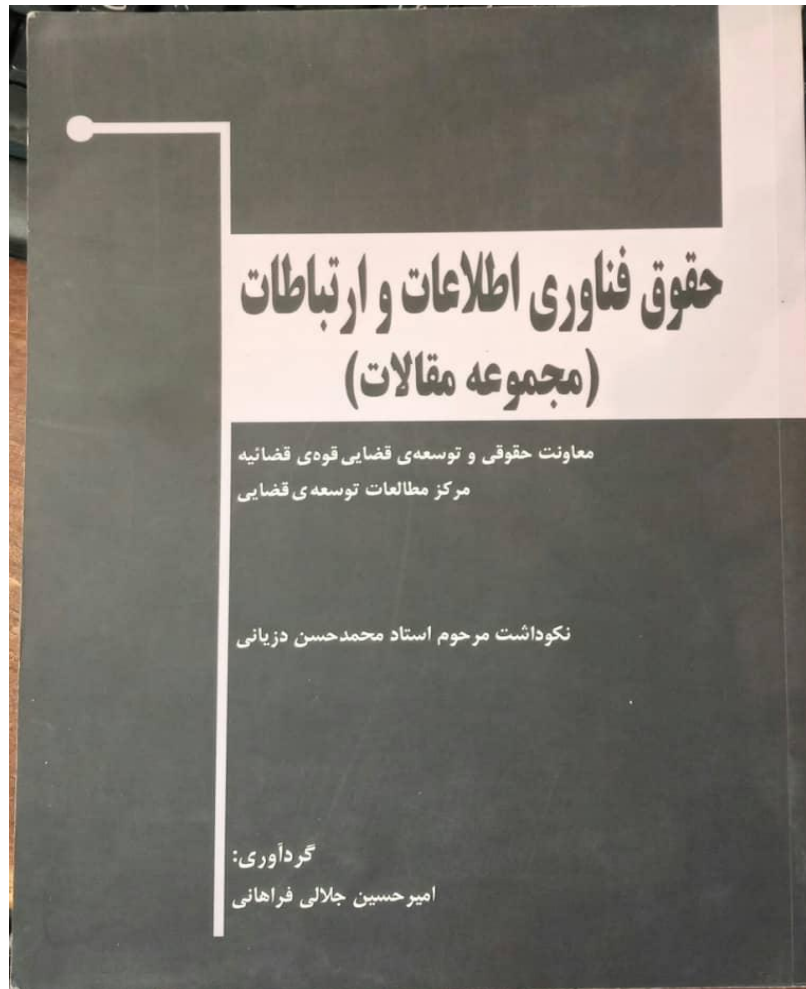 حقوق فناوری اطلاعات و ارتباطات
(مجموعه مقالات)
معاونت حقوقی و توسعه‌ی قضایی قوه‌ی قضائیه
مرکز مطالعات توسعه‌ی قضایی
نکوداشت مرحوم استاد محمدحسن دزیانی
گردآوری:
امیرحسین جلالی فراهانی